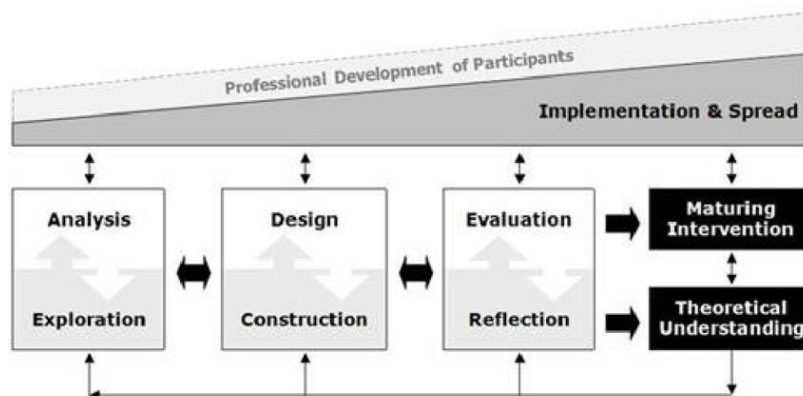 Professional Development of Participants
Implementation & Spread
Analysis
Exploration
Design
Construction
Evaluation
Reflection
Maturing
Intervention
Theoretical
Understanding